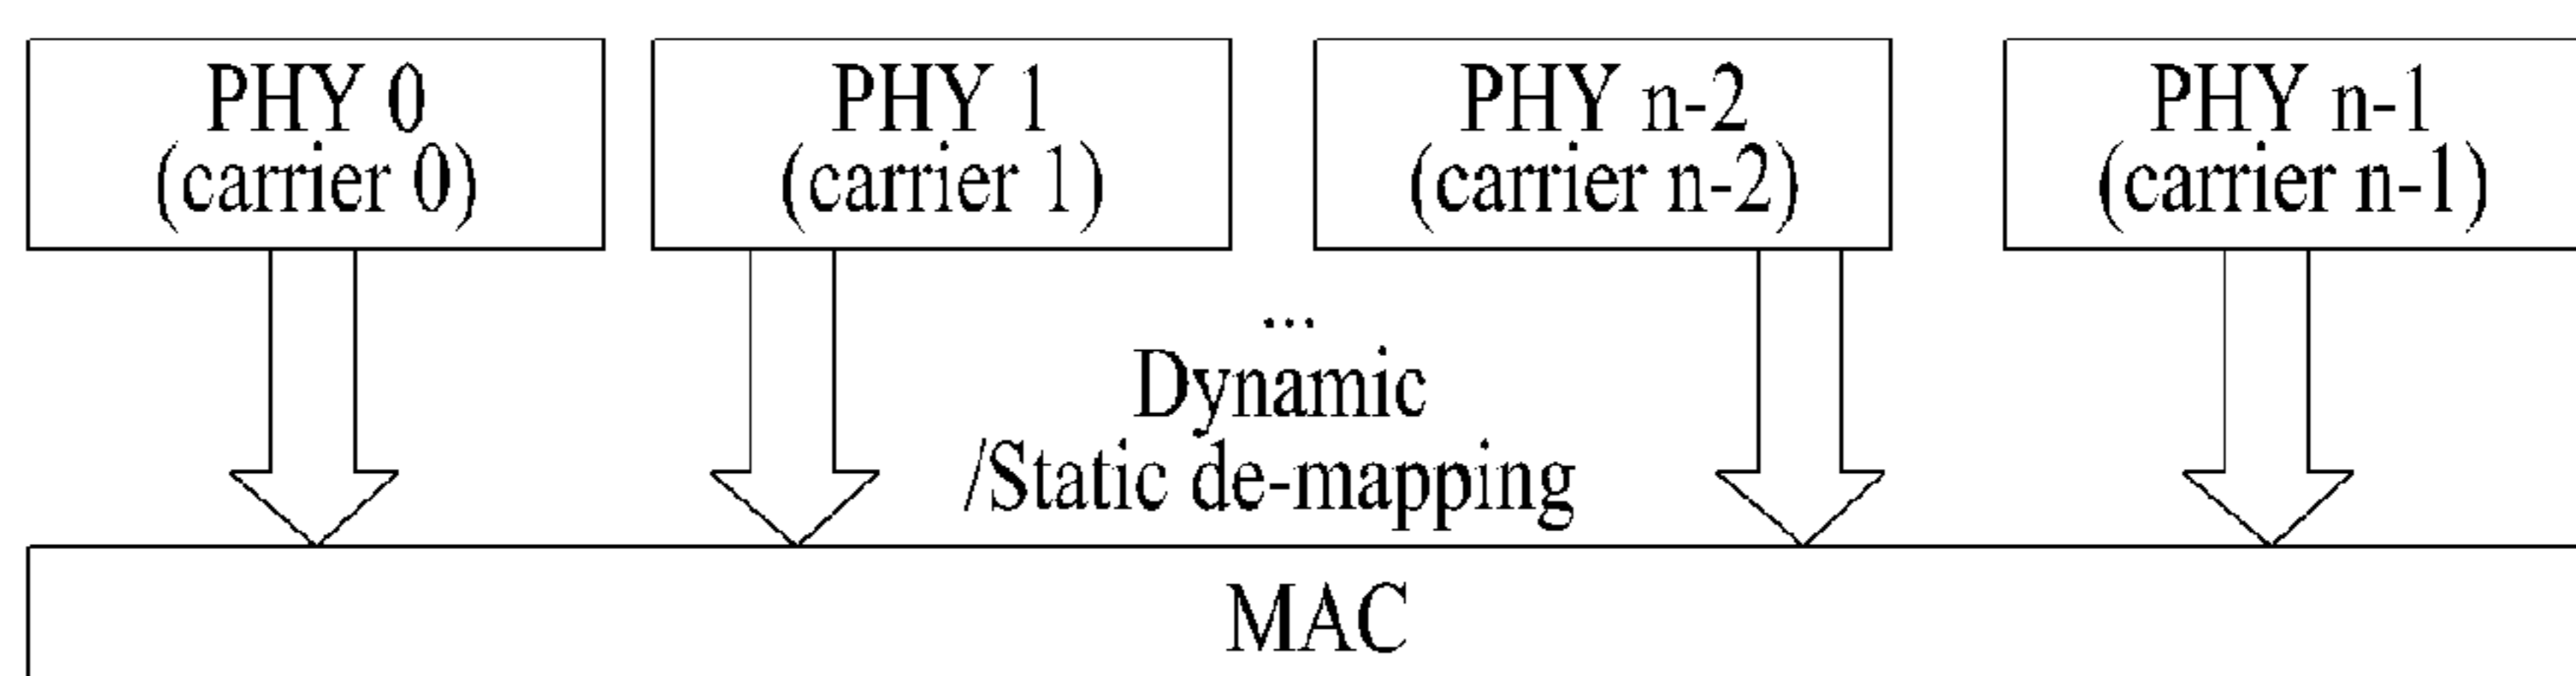 PHY 0
(carrier 0)
PHY 1
(carrier 1)
PHY n-2
(carrier n-2)
PHY n-1
(carrier n-1)
...
Dynamic
/Static de-mapping
MAC